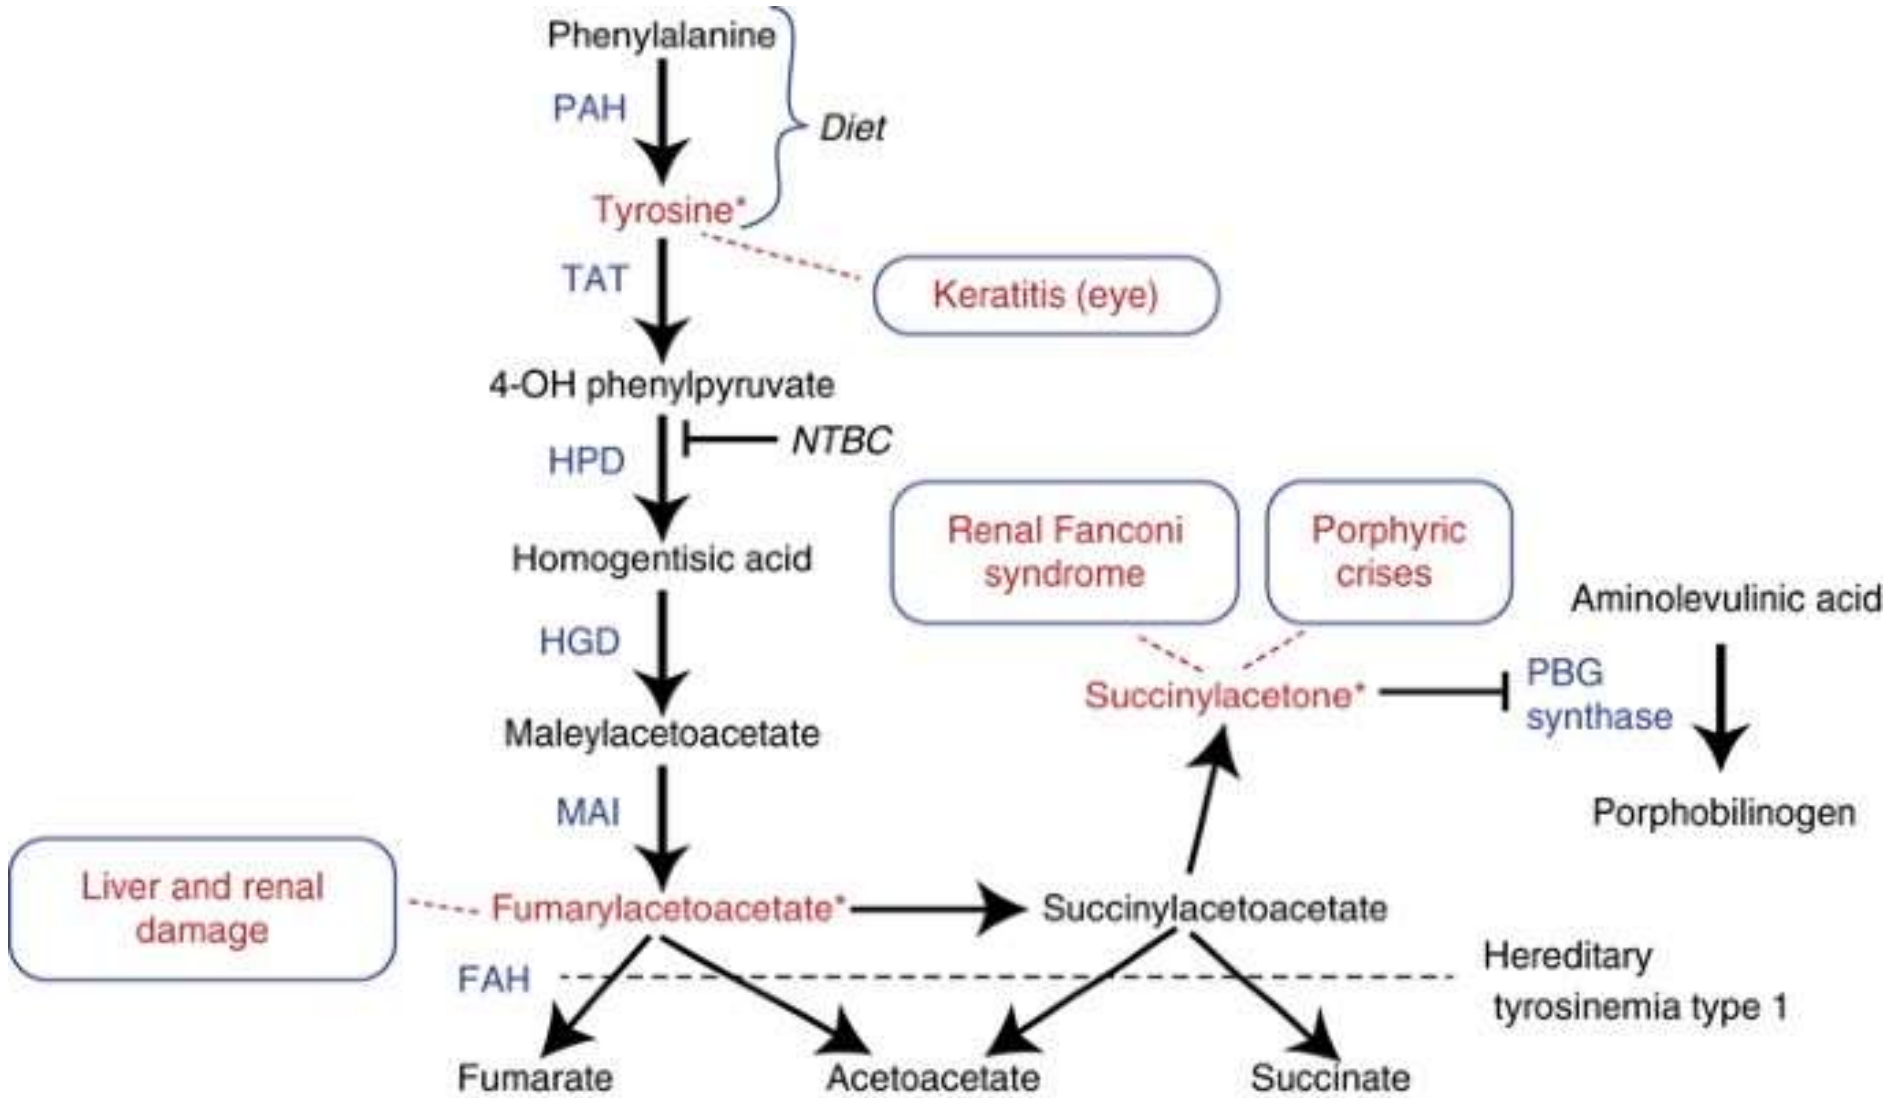 Phenylalanine
PAH
Diet
Tyrosine*
TAT
Keratitis (eye)
4-OH phenylpyruvate
NTBC
HPD
Renal Fanconi
syndrome
Porphyric
crises
Homogentisic acid
Aminolevulinic acid
HGD
Succinylacetone*
PBG
synthase
Maleylacetoacetate
MAI
Porphobilinogen
Liver and renal
damage
Fumarylacetoacetate*
Succinylacetoacetate
FAH
Hereditary
tyrosinemia type 1
Fumarate
Acetoacetate
Succinate